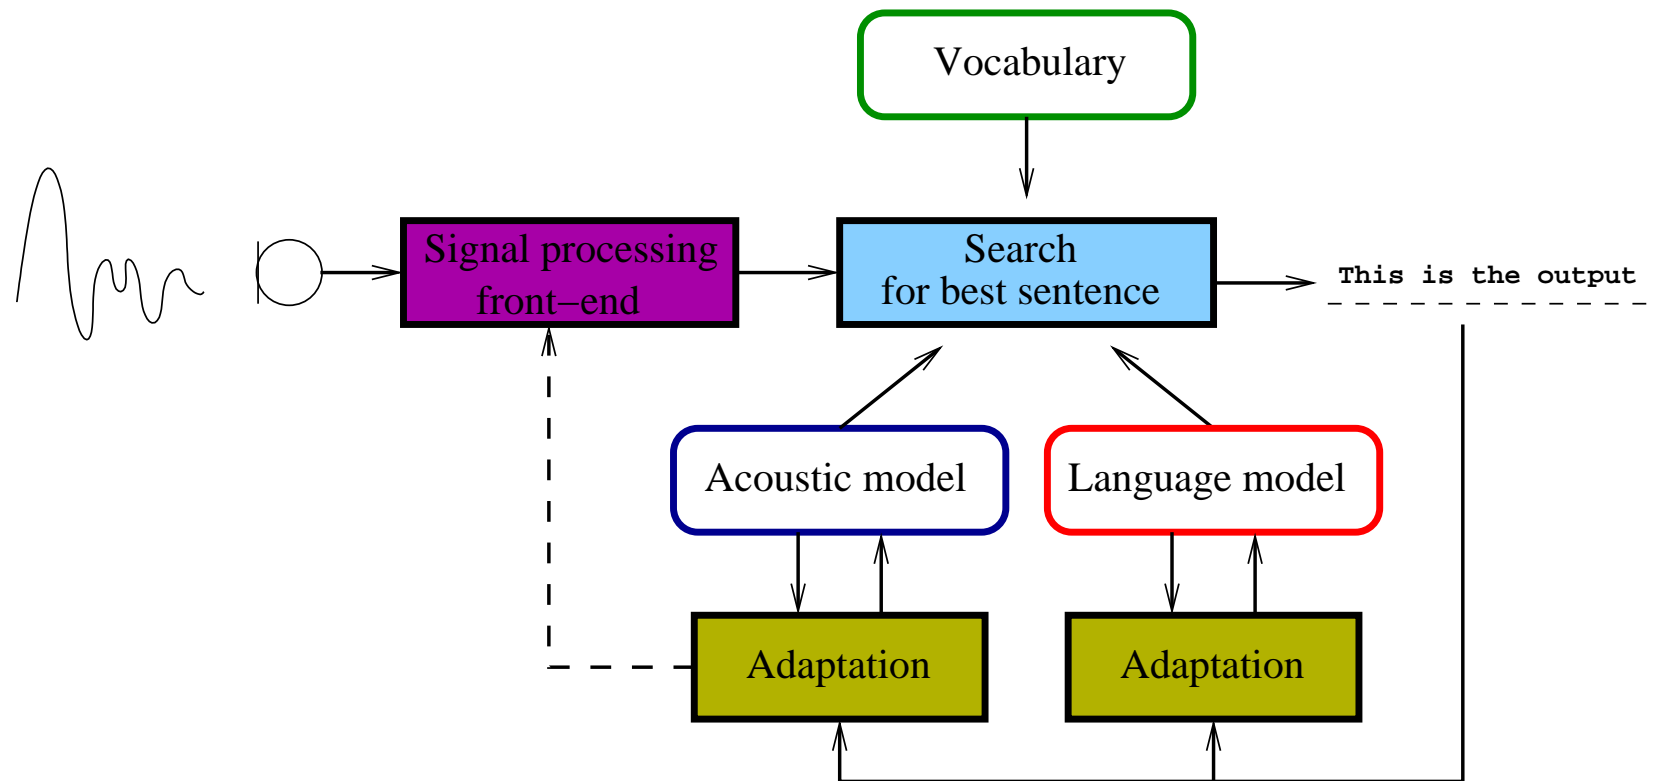 Vocabulary
Signal processing
front–end
Search
for best sentence
This is the output
Acoustic model
Language model
Adaptation
Adaptation